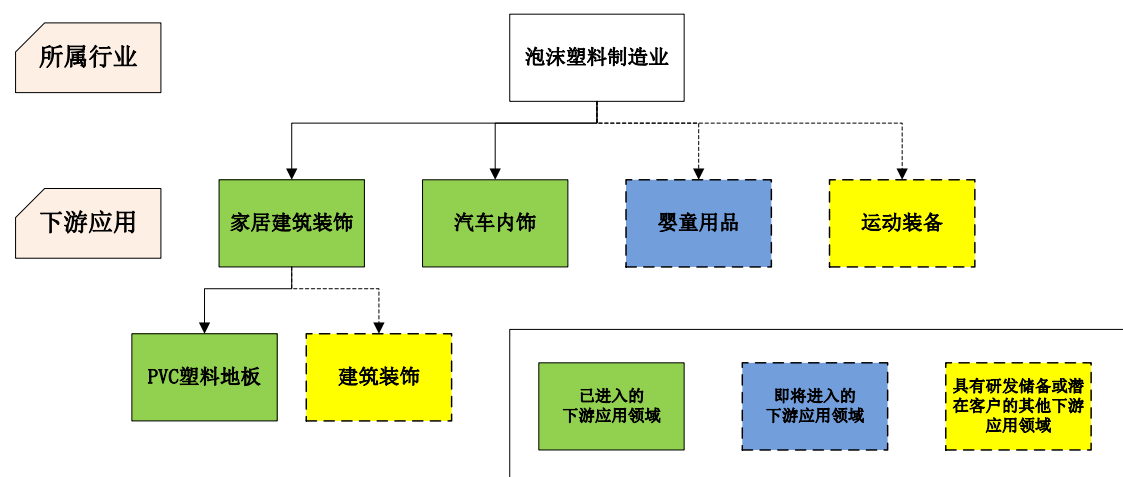 所属行业
泡沫塑料制造业
下游应用
家居建筑装饰
汽车内饰
婴童用品
运动装备
PVC塑料地板
建筑装饰
已进入的
下游应用领域
即将进入的
下游应用领域
具有研发储备或潜
在客户的其他下游
应用领域